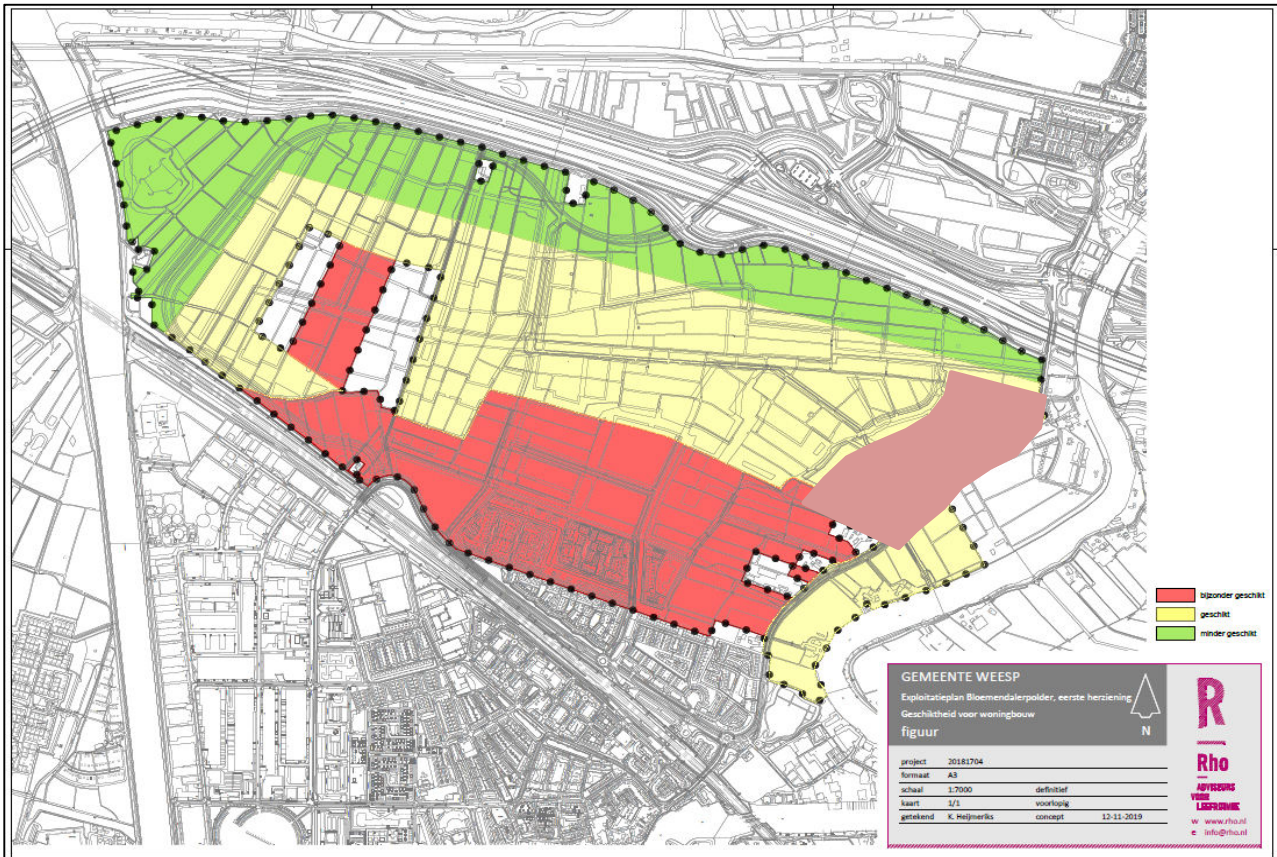 bijzonder geschikt
geschikt
minder geschikt
GEMEENTE WEESP
Exploitatieplan Bloemendalerpolder, eerste herziening
Geschiktheid voor woningbouw
figuur
N
project 20181704
formaat A3
schaal 1:7000 definitief
kaart 1/1 voorlopig
getekend K. Heijmeriks concept 12-11-2019
R
Rho
ADVISEURS
VOOR
LEEFRUIMTE
w www.rho.nl
e info@rho.nl